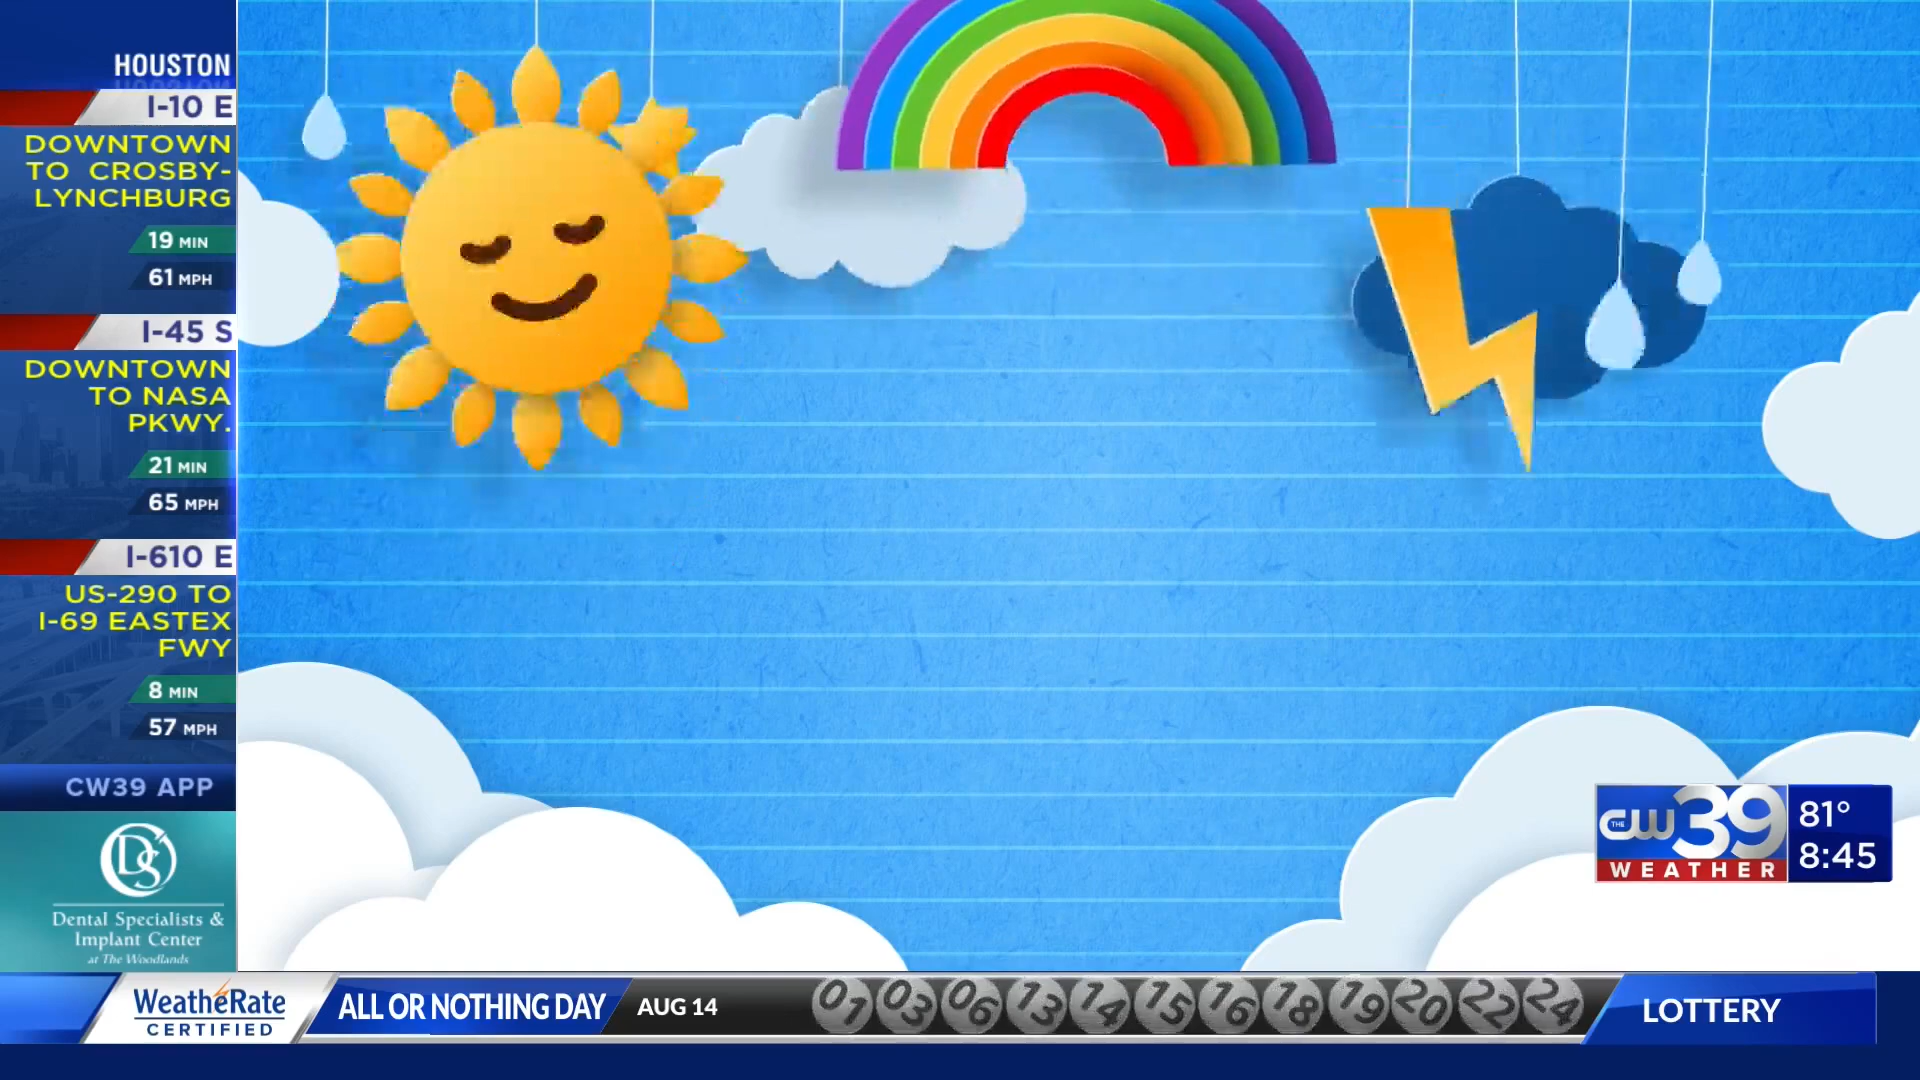 HOUSTON
I-10 E
DOWNTOWN
TO CROSBY-
LYNCHBURG
19 MIN
61 MPH
I-45 S
DOWNTOWN
TO NASA
PKWY.
21 MIN
65 MPH
I-610 E
US-290 TO
I-69 EASTEX
FWY
8 MIN
57 MPH
CW39 APP
DSC
Dental Specialists &
Implant Center
at The Woodlands
THE CW 39
WEATHER
81°
8:45
WeatheRate
CERTIFIED
ALL OR NOTHING DAY
AUG 14
01 03 06 13 14 15 16 18 19 20 22 24
LOTTERY